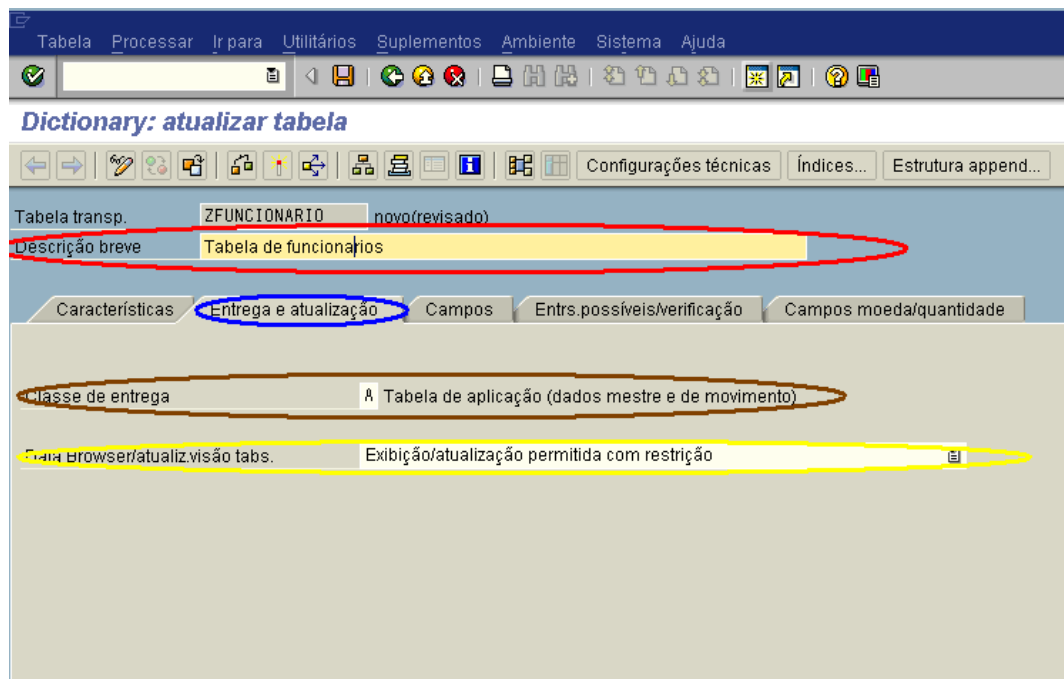 Tabela Processar Ir para Utilitários Suplementos Ambiente Sistema Ajuda
Dictionary: atualizar tabela
Configurações técnicas Índices... Estrutura append...
Tabela transp. ZFUNCIONARIO novo(revisado)
Descrição breve Tabela de funcionarios
Características Entrega e atualização Campos Entrs.possíveis/verificação Campos moeda/quantidade
Classe de entrega A Tabela de aplicação (dados mestre e de movimento)
Data Browser/atualiz.visão tabs. Exibição/atualização permitida com restrição